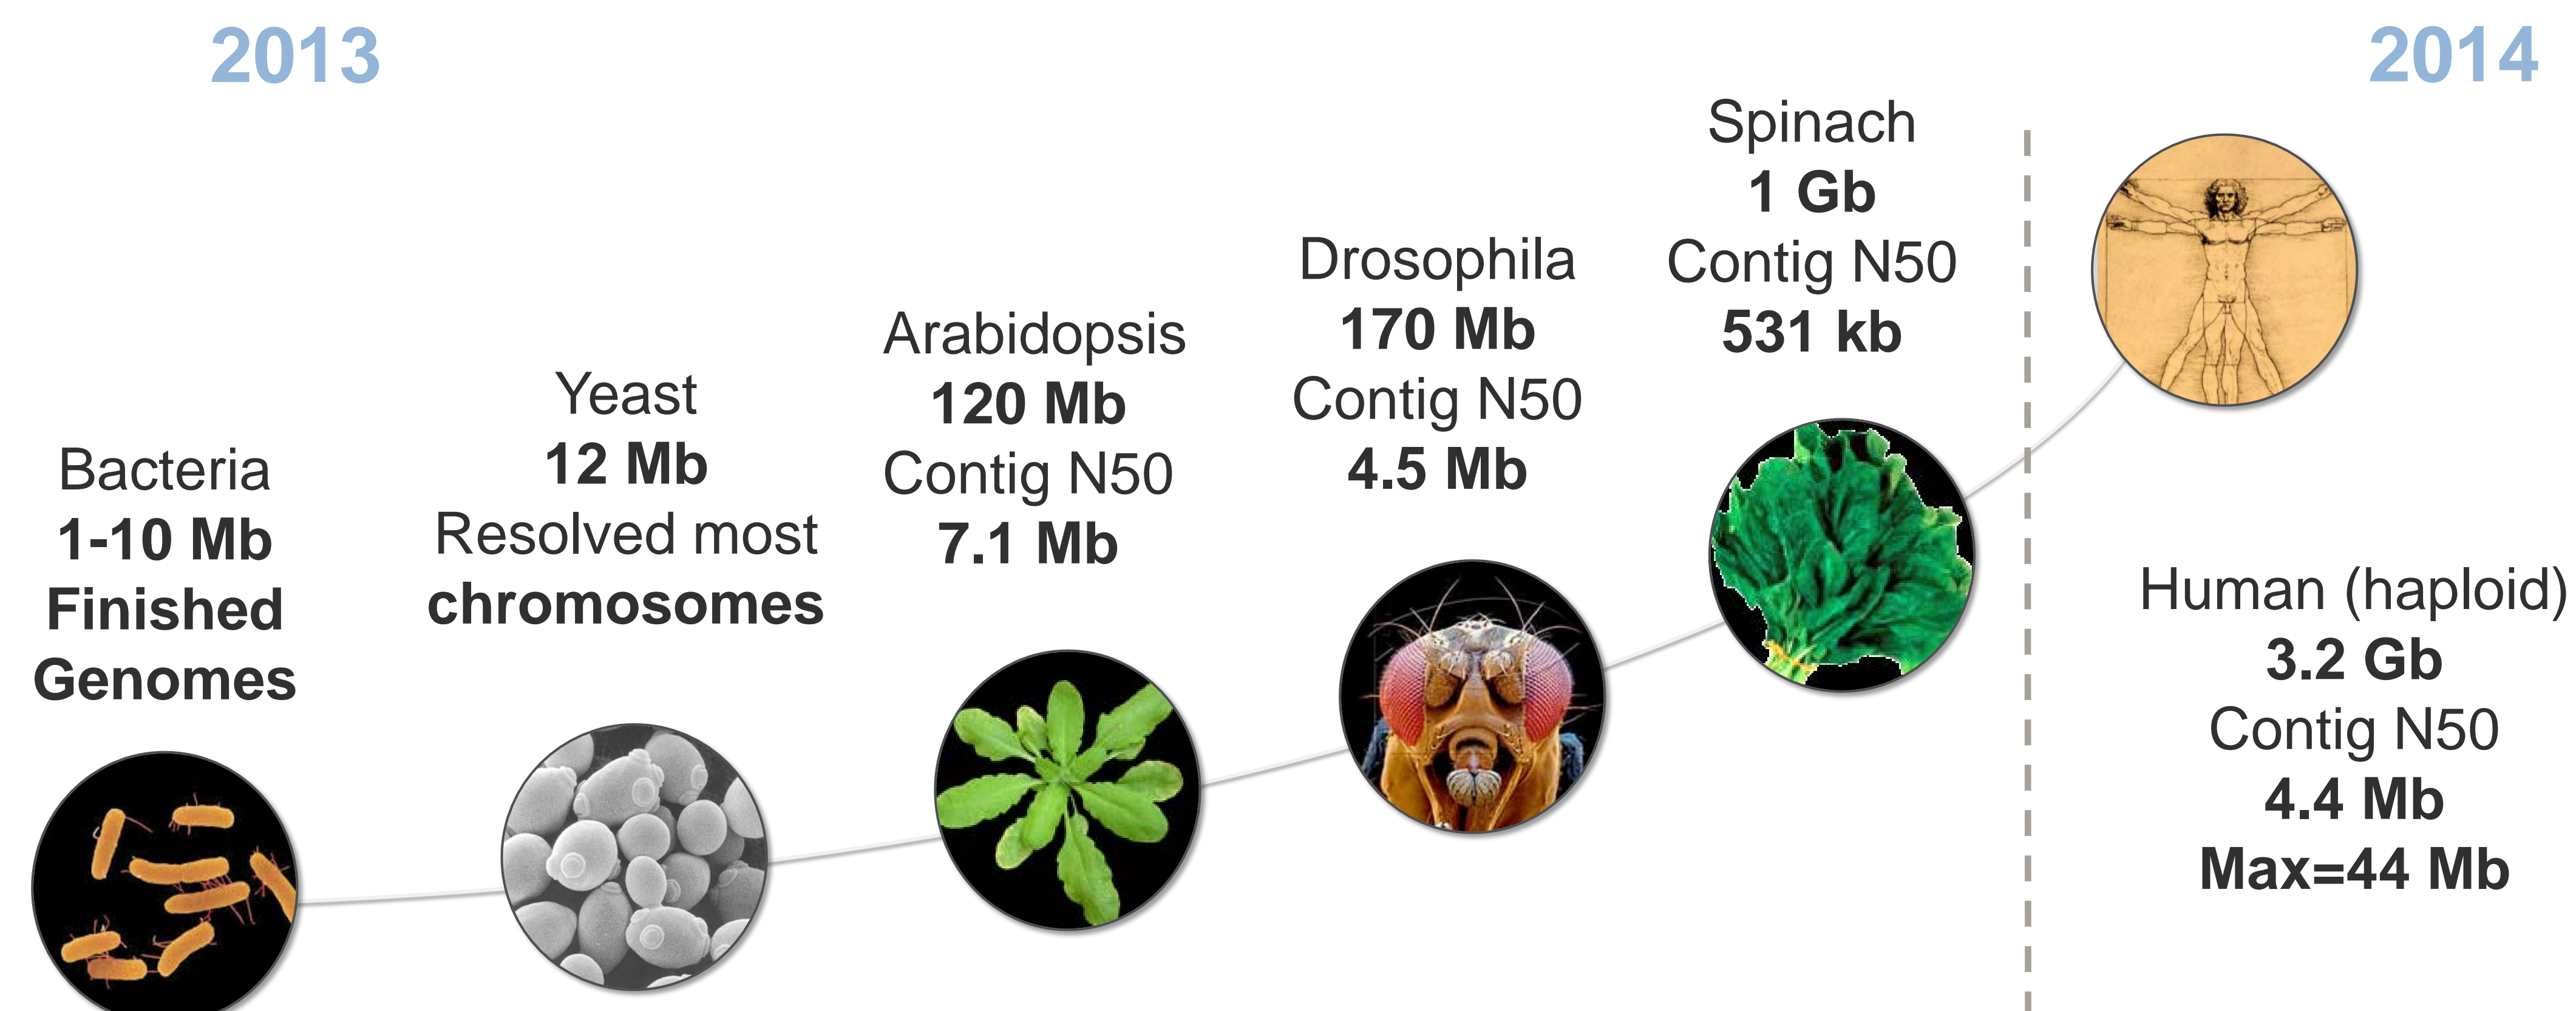 2013
2014
Bacteria
1-10 Mb
Finished
Genomes
Yeast
12 Mb
Resolved most
chromosomes
Arabidopsis
120 Mb
Contig N50
7.1 Mb
Drosophila
170 Mb
Contig N50
4.5 Mb
Spinach
1 Gb
Contig N50
531 kb
Human (haploid)
3.2 Gb
Contig N50
4.4 Mb
Max=44 Mb